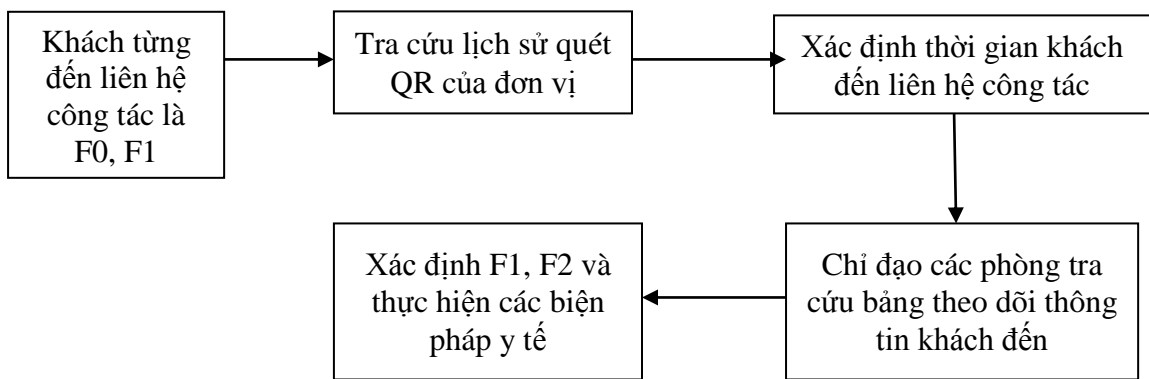 Khách từng
đến liên hệ
công tác là
F0, F1
Tra cứu lịch sử quét
QR của đơn vị
Xác định thời gian khách
đến liên hệ công tác
Chỉ đạo các phòng tra
cứu bảng theo dõi thông
tin khách đến
Xác định F1, F2 và
thực hiện các biện
pháp y tế